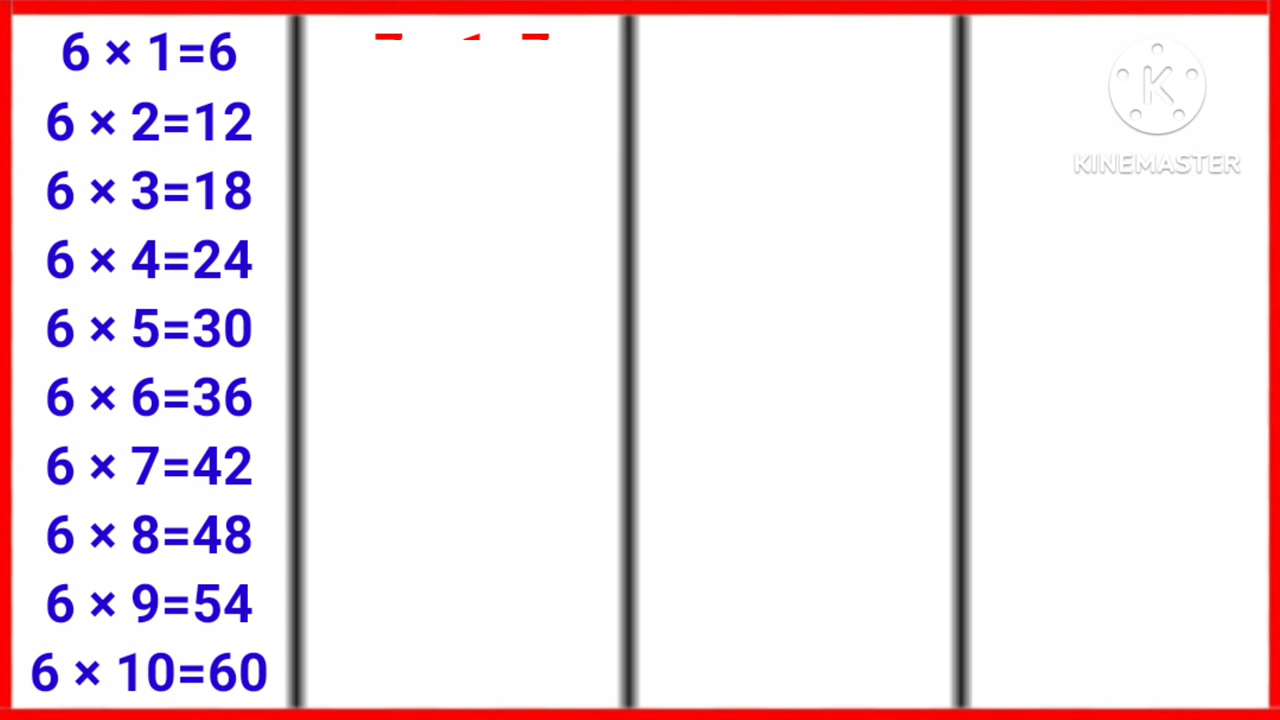 6 × 1=6
6 × 2=12
6 × 3=18
6 × 4=24
6 × 5=30
6 × 6=36
6 × 7=42
6 × 8=48
6 × 9=54
6 × 10=60
KINEMASTER